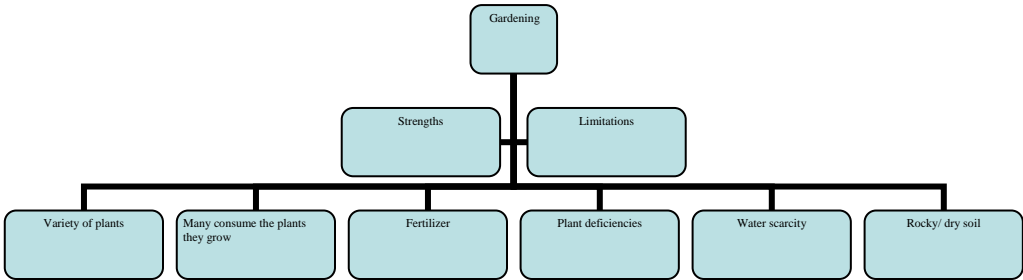 Gardening
Strengths
Limitations
Variety of plants
Many consume the plants
they grow
Fertilizer
Plant deficiencies
Water scarcity
Rocky/ dry soil